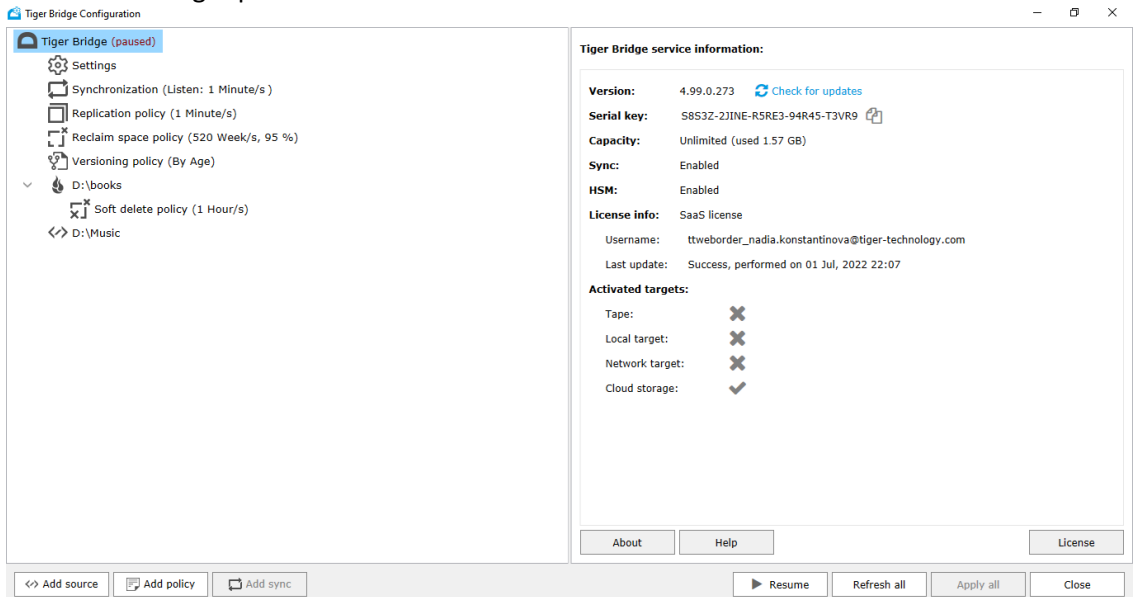 Tiger Bridge Configuration
Tiger Bridge (paused)
Settings
Synchronization (Listen: 1 Minute/s )
Replication policy (1 Minute/s)
Reclaim space policy (520 Week/s, 95 %)
Versioning policy (By Age)
D:\books
Soft delete policy (1 Hour/s)
D:\Music
Tiger Bridge service information:
Version: 4.99.0.273 Check for updates
Serial key: S8S3Z-2JINE-R5RE3-94R45-T3VR9
Capacity: Unlimited (used 1.57 GB)
Sync: Enabled
HSM: Enabled
License info: SaaS license
Username: ttweborder_nadia.konstantinova@tiger-technology.com
Last update: Success, performed on 01 Jul, 2022 22:07
Activated targets:
Tape:
Local target:
Network target:
Cloud storage:
About Help License
Add source Add policy Add sync Resume Refresh all Apply all Close